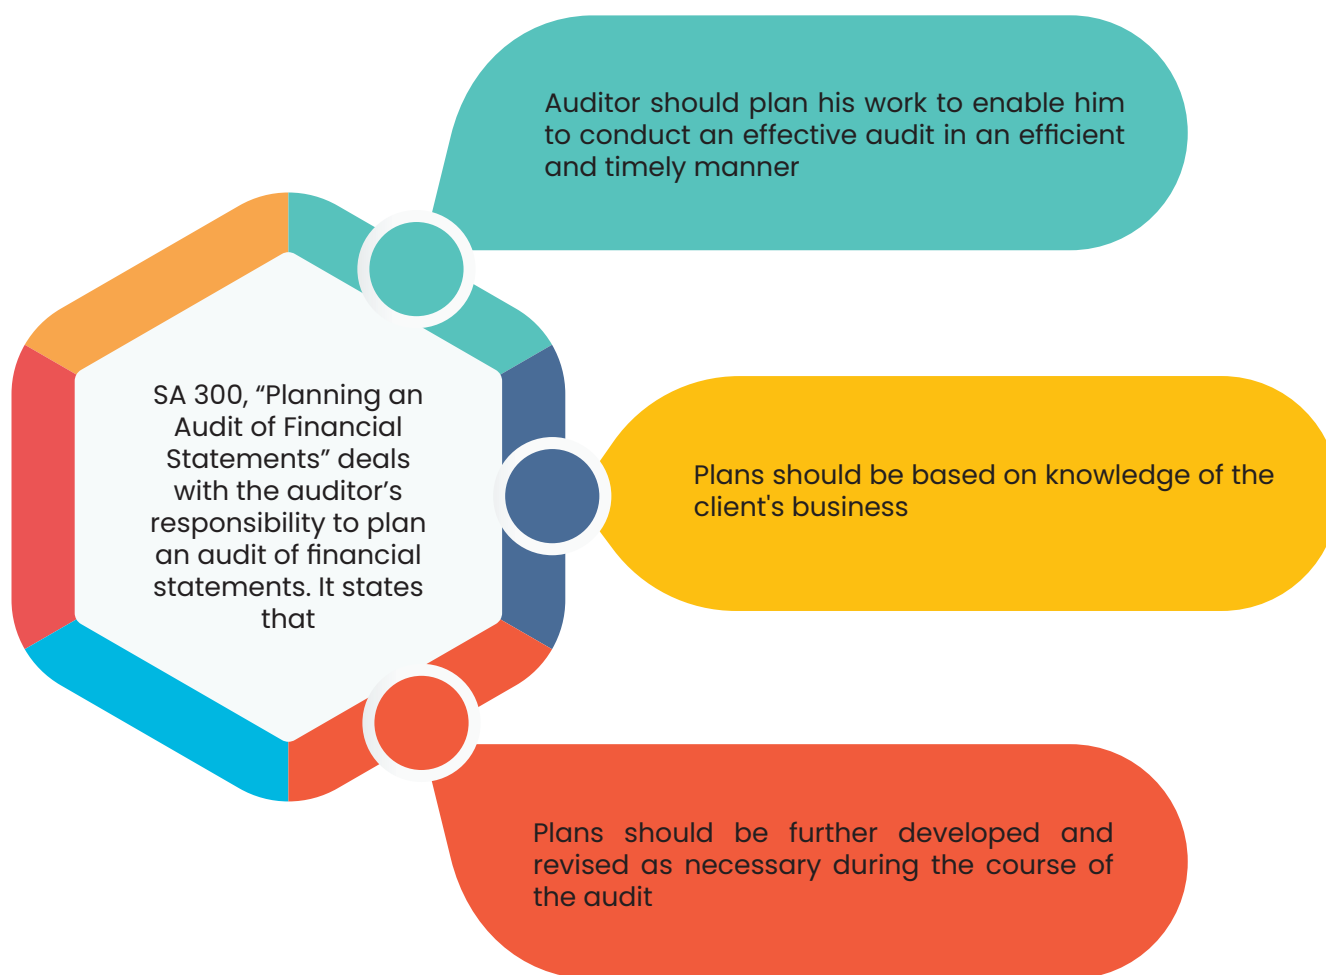 SA 300, “Planning an
Audit of Financial
Statements” deals
with the auditor’s
responsibility to plan
an audit of financial
statements. It states
that
Auditor should plan his work to enable him
to conduct an effective audit in an efficient
and timely manner
Plans should be based on knowledge of the
client's business
Plans should be further developed and
revised as necessary during the course of
the audit